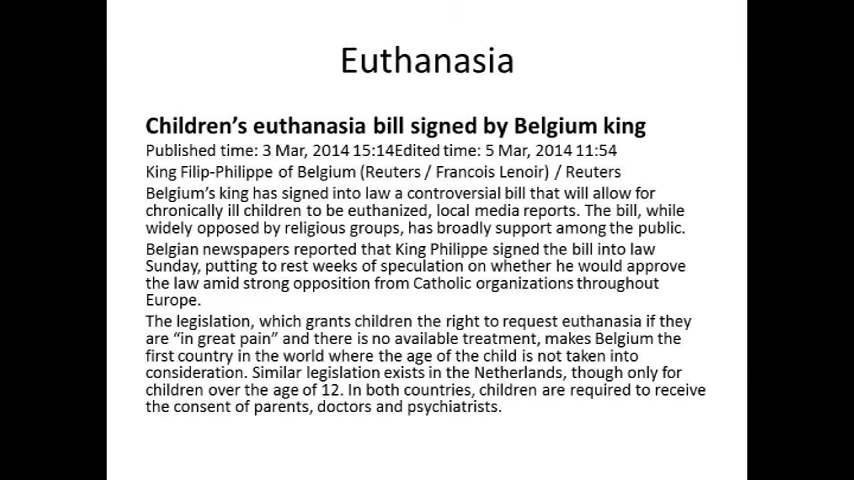 Euthanasia
Children's euthanasia bill signed by Belgium king
Published time: 3 Mar, 2014 15:14Edited time: 5 Mar, 2014 11:54
King Filip-Philippe of Belgium (Reuters / Francois Lenoir) / Reuters
Belgium's king has signed into law a controversial bill that will allow for
chronically ill children to be euthanized, local media reports. The bill, while
widely opposed by religious groups, has broadly support among the public.
Belgian newspapers reported that King Philippe signed the bill into law
Sunday, putting to rest weeks of speculation on whether he would approve
the law amid strong opposition from Catholic organizations throughout
Europe.
The legislation, which grants children the right to request euthanasia if they
are “in great pain” and there is no available treatment, makes Belgium the
first country in the world where the age of the child is not taken into
consideration. Similar legislation exists in the Netherlands, though only for
children over the age of 12. In both countries, children are required to receive
the consent of parents, doctors and psychiatrists.